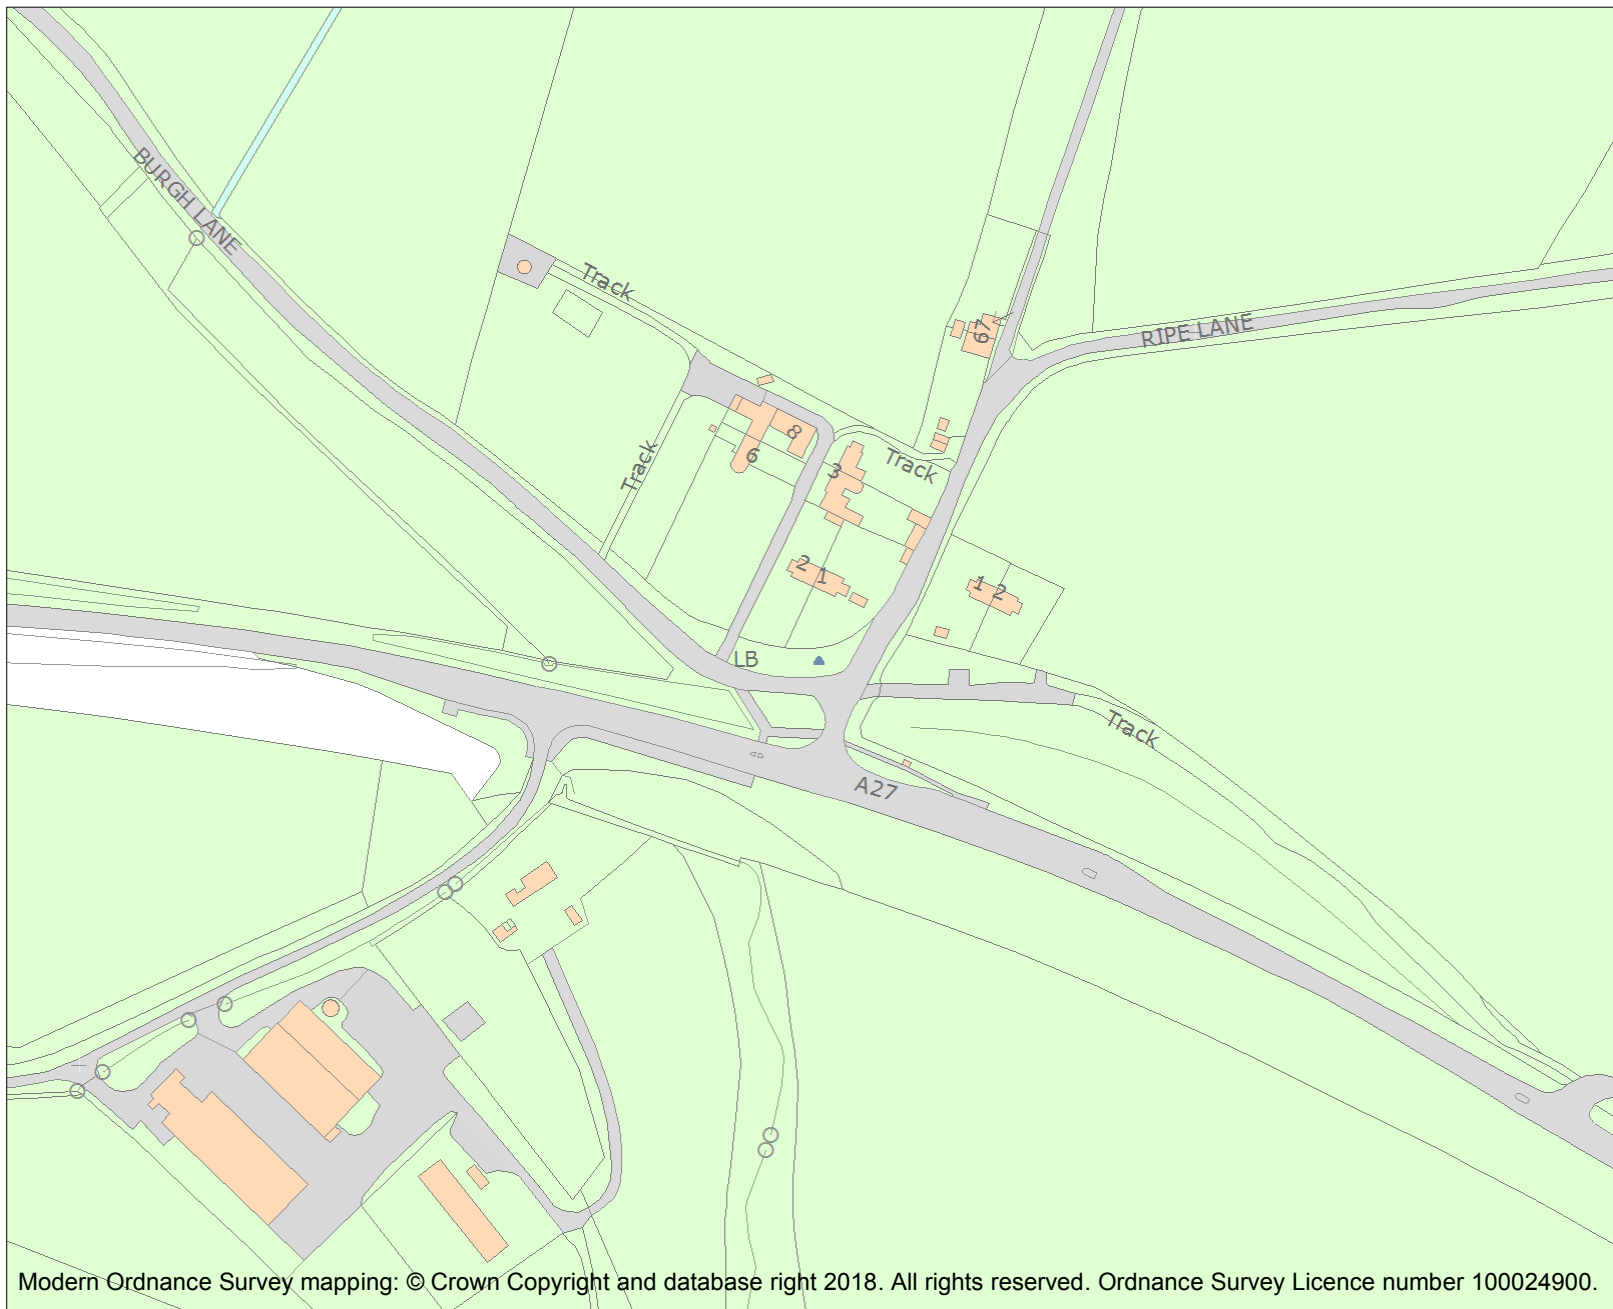 BURGH LANE
Track
67
RIPE LANE
8
6
Track
3
Track
2 1
1 2
LB
Track
A27
Modern Ordnance Survey mapping: © Crown Copyright and database right 2018. All rights reserved. Ordnance Survey Licence number 100024900.